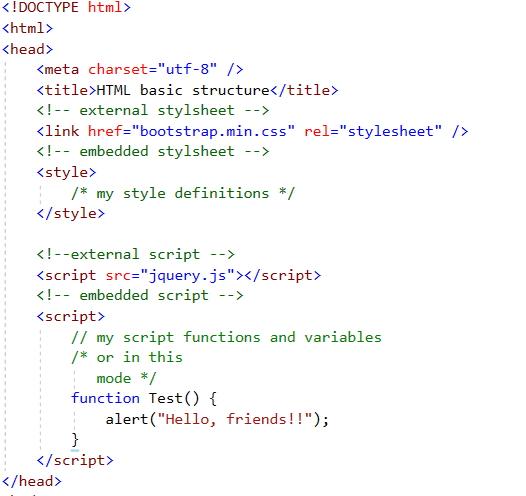 <!DOCTYPE html>
<html>
<head>
    <meta charset="utf-8" />
    <title>HTML basic structure</title>
    <!-- external stylsheet -->
    <link href="bootstrap.min.css" rel="stylesheet" />
    <!-- embedded stylsheet -->
    <style>
        /* my style definitions */
    </style>

    <!--external script -->
    <script src="jquery.js"></script>
    <!-- embedded script -->
    <script>
        // my script functions and variables
        /* or in this
           mode */
        function Test() {
            alert("Hello, friends!!");
        }
    </script>
</head>